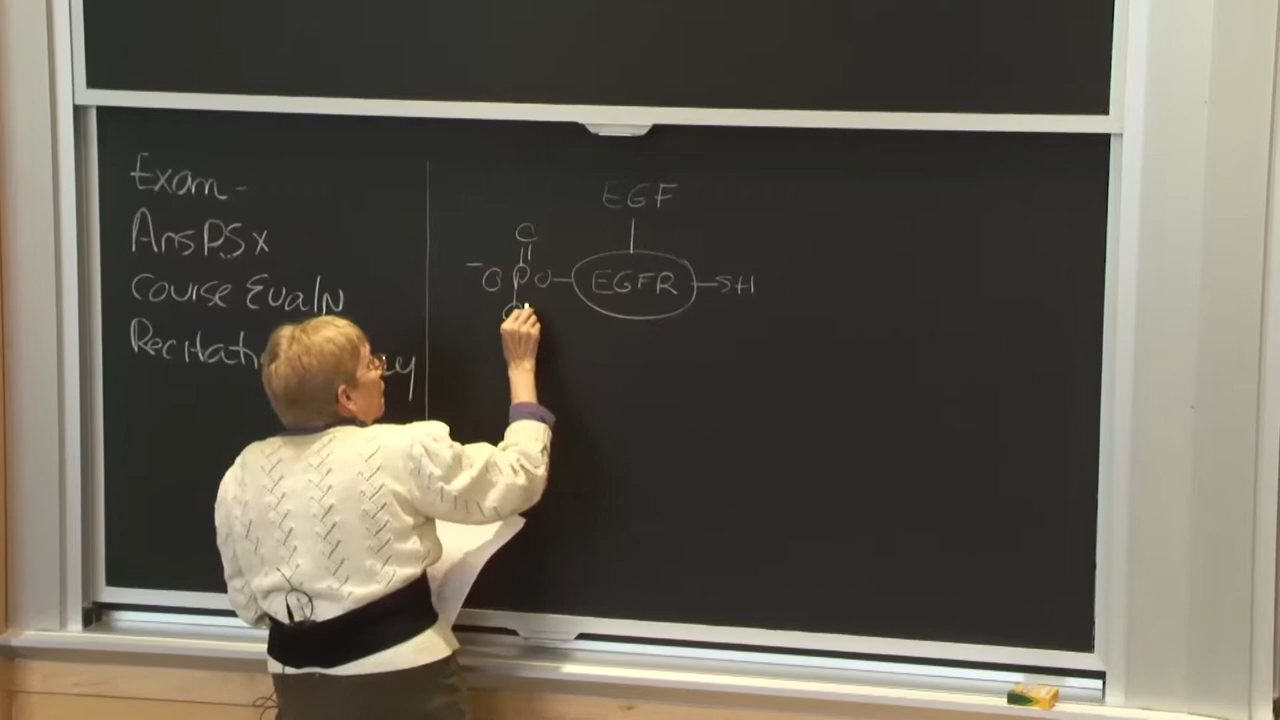 Exam-
Ans PS x
Course Evaln
Recitat
EGF
O
-O P O
EGFR
SH
O